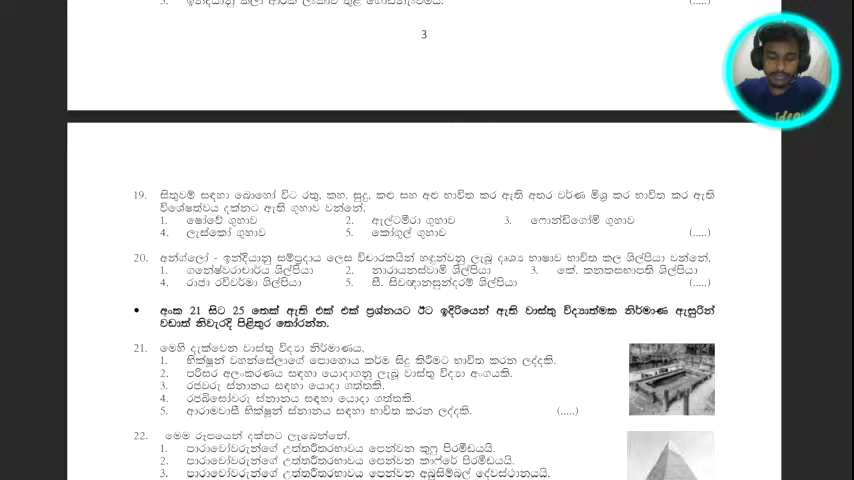 5. ඉන්දියානු කලා ආරක ලංකාව තුළ ගොඩනැංවීමය. (.....)
3
19. සිතුවම් සඳහා බොහෝ විට රතු, කහ, සුදු, කළු සහ අළු භාවිත කර ඇති අතර වර්ණ මිශ්‍ර කර භාවිත කර ඇති
විශේෂත්වය දක්නට ඇති ගුහාව වන්නේ,
1. ෂෝවේ ගුහාව 2. ඇල්ටමීරා ගුහාව 3. ෆොන්ඩිගෝමි ගුහාව
4. ලැස්කෝ ගුහාව 5. කෝගුල් ගුහාව (.....)
20. අන්ග්ලෝ - ඉන්දියානු සම්ප්‍රදාය ලෙස විචාරකයින් හඳුන්වනු ලැබූ දෘශ්‍ය භාෂාව භාවිත කල ශිල්පියා වන්නේ.
1. ගනේෂ්වරාචාර්ය ශිල්පියා 2. නාරායනස්වාමි ශිල්පියා 3. කේ. කනකසභාපති ශිල්පියා
4. රාජා රවිවර්මා ශිල්පියා 5. සී. සිවඥානසුන්දරම් ශිල්පියා (.....)
• අංක 21 සිට 25 තෙක් ඇති එක් එක් ප්‍රශ්නයට ඊට ඉදිරියෙන් ඇති වාස්තු විද්‍යාත්මක නිර්මාණ ඇසුරින්
වඩාත් නිවැරදි පිළිතුර තෝරන්න.
21. මෙහි දැක්වෙන වාස්තු විද්‍යා නිර්මාණය,
1. භික්ෂූන් වහන්සේලාගේ පොහොය කර්ම සිදු කිරීමට භාවිත කරන ලද්දකි.
2. පරිසර අලංකරණය සඳහා යොදාගනු ලැබූ වාස්තු විද්‍යා අංගයකි.
3. රජවරු ස්නානය සඳහා යොදා ගත්තකි.
4. රජබිසෝවරු ස්නානය සඳහා යොදා ගත්තකි.
5. ආරාමවාසී භික්ෂූන් ස්නානය සඳහා භාවිත කරන ලද්දකි. (.....)
22. මෙම රූපයෙන් දක්නට ලැබෙන්නේ.
1. පාරාවෝවරුන්ගේ උත්තරීතරභාවය පෙන්වන කුෆු පිරමීඩයයි.
2. පාරාවෝවරුන්ගේ උත්තරීතරභාවය පෙන්වන කාෆ්රේ පිරමීඩයයි.
3. පාරාවෝවරුන්ගේ උත්තරීතරභාවය පෙන්වන අබුසිම්බල් දේවස්ථානයයි.